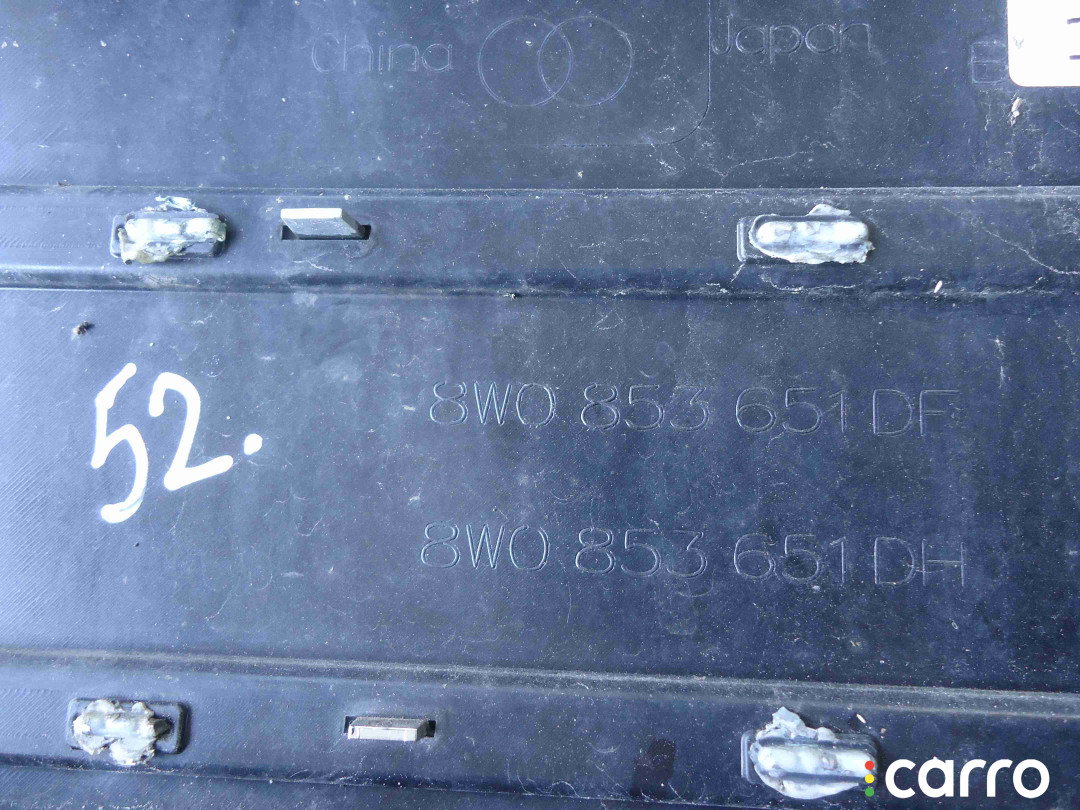 China Japan
52.
8W0 853 651 DF
8W0 853 651 DH
carro